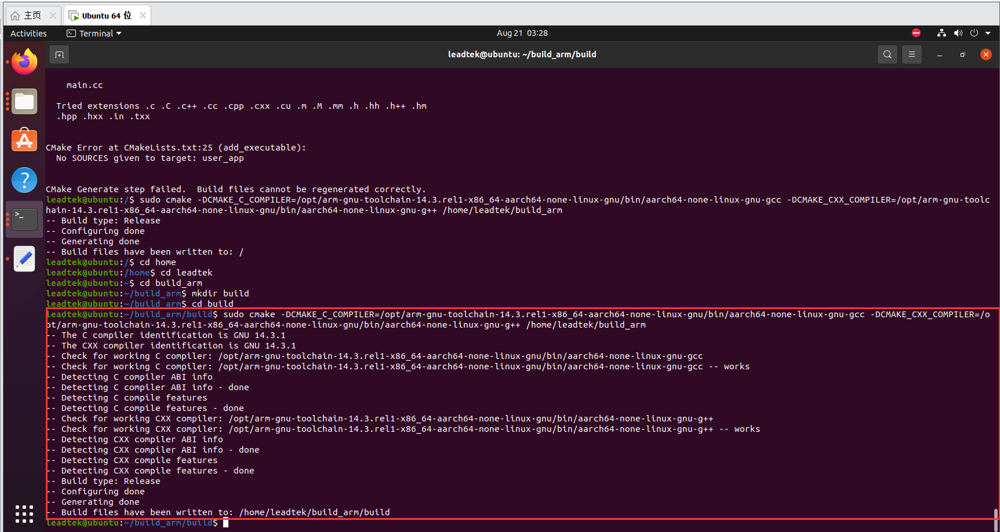 主页
Ubuntu 64 位
Activities
Terminal
Aug 21 03:28
leadtek@ubuntu: ~/build_arm/build
main.cc
Tried extensions .c .C .c++ .cc .cpp .cxx .cu .m .M .mm .h .hh .h++ .hm
.hpp .hxx .in .txx
CMake Error at CMakeLists.txt:25 (add_executable):
No SOURCES given to target: user_app
CMake Generate step failed.  Build files cannot be regenerated correctly.
leadtek@ubuntu:/$ sudo cmake -DCMAKE_C_COMPILER=/opt/arm-gnu-toolchain-14.3.rel1-x86_64-aarch64-none-linux-gnu/bin/aarch64-none-linux-gnu-gcc -DCMAKE_CXX_COMPILER=/opt/arm-gnu-toolc
hain-14.3.rel1-x86_64-aarch64-none-linux-gnu/bin/aarch64-none-linux-gnu-g++ /home/leadtek/build_arm
-- Build type: Release
-- Configuring done
-- Generating done
-- Build files have been written to: /
leadtek@ubuntu:/$ cd home
leadtek@ubuntu:/home$ cd leadtek
leadtek@ubuntu:~$ cd build_arm
leadtek@ubuntu:~/build_arm$ mkdir build
leadtek@ubuntu:~/build_arm$ cd build
leadtek@ubuntu:~/build_arm/build$ sudo cmake -DCMAKE_C_COMPILER=/opt/arm-gnu-toolchain-14.3.rel1-x86_64-aarch64-none-linux-gnu/bin/aarch64-none-linux-gnu-gcc -DCMAKE_CXX_COMPILER=/o
pt/arm-gnu-toolchain-14.3.rel1-x86_64-aarch64-none-linux-gnu/bin/aarch64-none-linux-gnu-g++ /home/leadtek/build_arm
-- The C compiler identification is GNU 14.3.1
-- The CXX compiler identification is GNU 14.3.1
-- Check for working C compiler: /opt/arm-gnu-toolchain-14.3.rel1-x86_64-aarch64-none-linux-gnu/bin/aarch64-none-linux-gnu-gcc
-- Check for working C compiler: /opt/arm-gnu-toolchain-14.3.rel1-x86_64-aarch64-none-linux-gnu/bin/aarch64-none-linux-gnu-gcc -- works
-- Detecting C compiler ABI info
-- Detecting C compiler ABI info - done
-- Detecting C compile features
-- Detecting C compile features - done
-- Check for working CXX compiler: /opt/arm-gnu-toolchain-14.3.rel1-x86_64-aarch64-none-linux-gnu/bin/aarch64-none-linux-gnu-g++
-- Check for working CXX compiler: /opt/arm-gnu-toolchain-14.3.rel1-x86_64-aarch64-none-linux-gnu/bin/aarch64-none-linux-gnu-g++ -- works
-- Detecting CXX compiler ABI info
-- Detecting CXX compiler ABI info - done
-- Detecting CXX compile features
-- Detecting CXX compile features - done
-- Build type: Release
-- Configuring done
-- Generating done
-- Build files have been written to: /home/leadtek/build_arm/build
leadtek@ubuntu:~/build_arm/build$